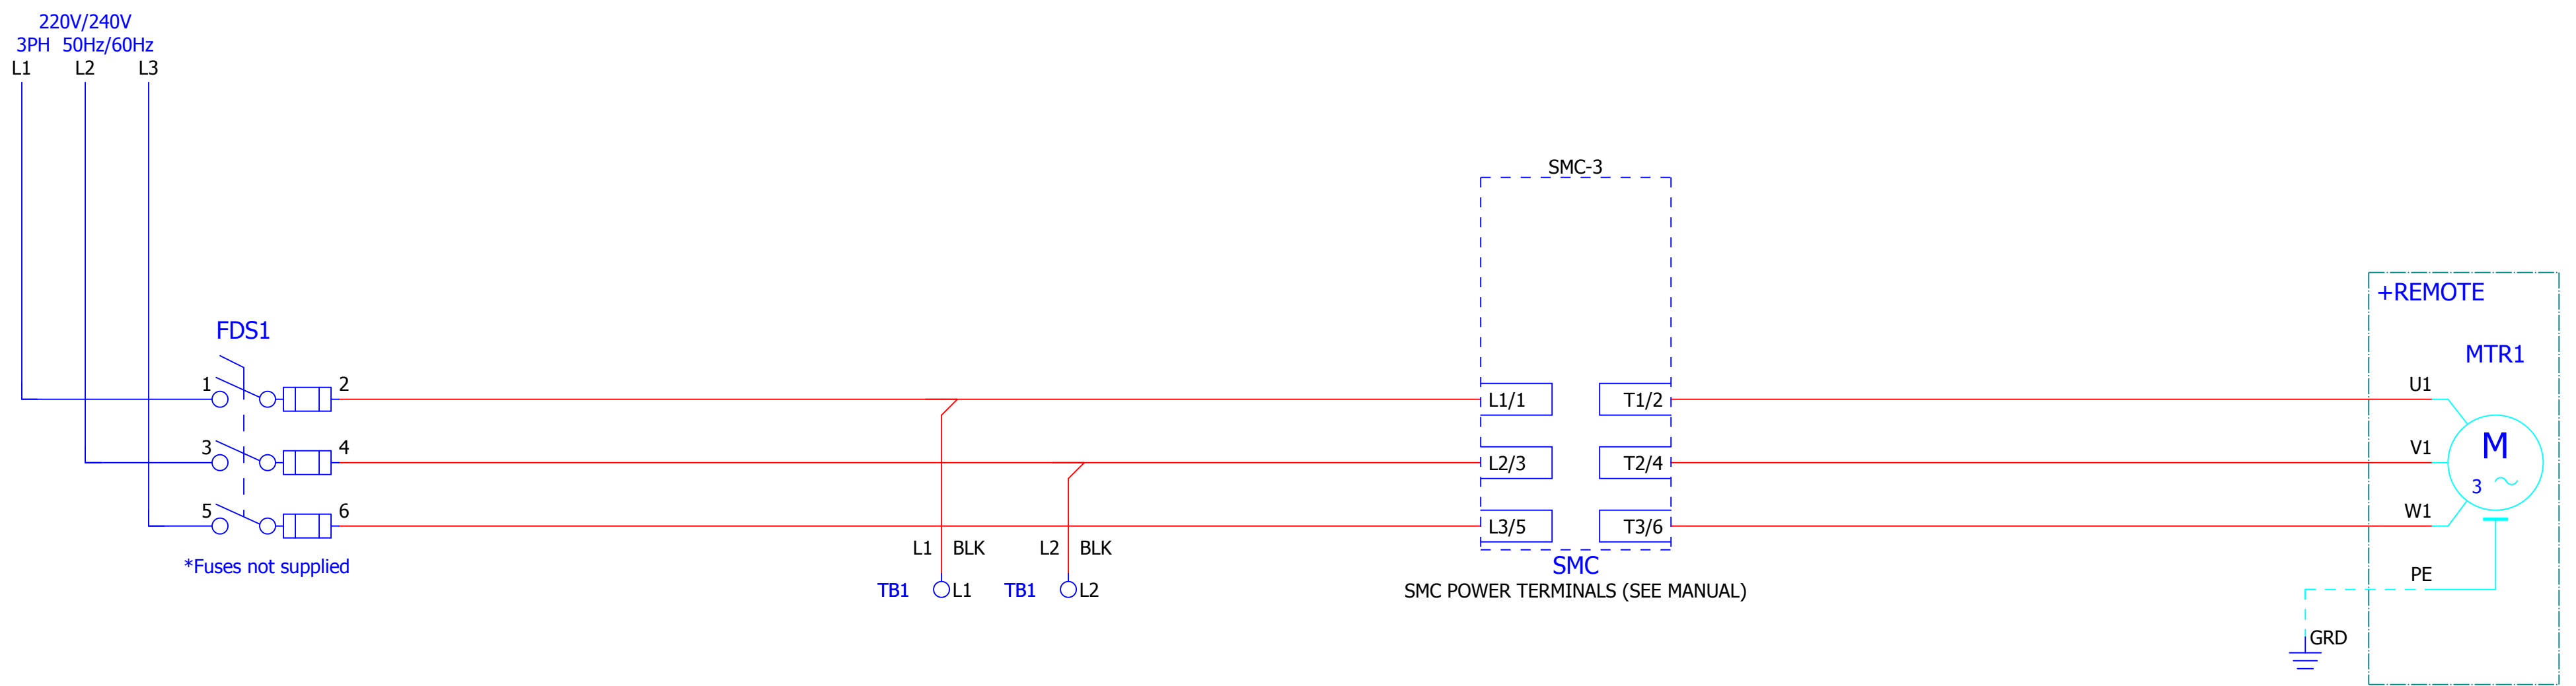 220V/240V
3PH 50Hz/60Hz
L1 L2 L3
SMC-3
+REMOTE
FDS1
MTR1
1 2
L1/1 T1/2
U1
3 4
L2/3 T2/4
V1
M
3
5 6
L3/5 T3/6
W1
L1 BLK L2 BLK
*Fuses not supplied
SMC
PE
TB1 L1 TB1 L2
SMC POWER TERMINALS (SEE MANUAL)
GRD